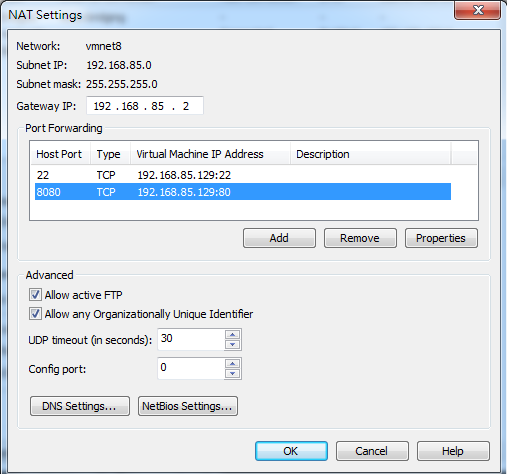 NAT Settings
Network: vmnet8
Subnet IP: 192.168.85.0
Subnet mask: 255.255.255.0
Gateway IP: 192 . 168 . 85 . 2
Port Forwarding
Host Port Type Virtual Machine IP Address Description
22 TCP 192.168.85.129:22
8080 TCP 192.168.85.129:80
Add Remove Properties
Advanced
Allow active FTP
Allow any Organizationally Unique Identifier
UDP timeout (in seconds): 30
Config port: 0
DNS Settings... NetBios Settings...
OK Cancel Help